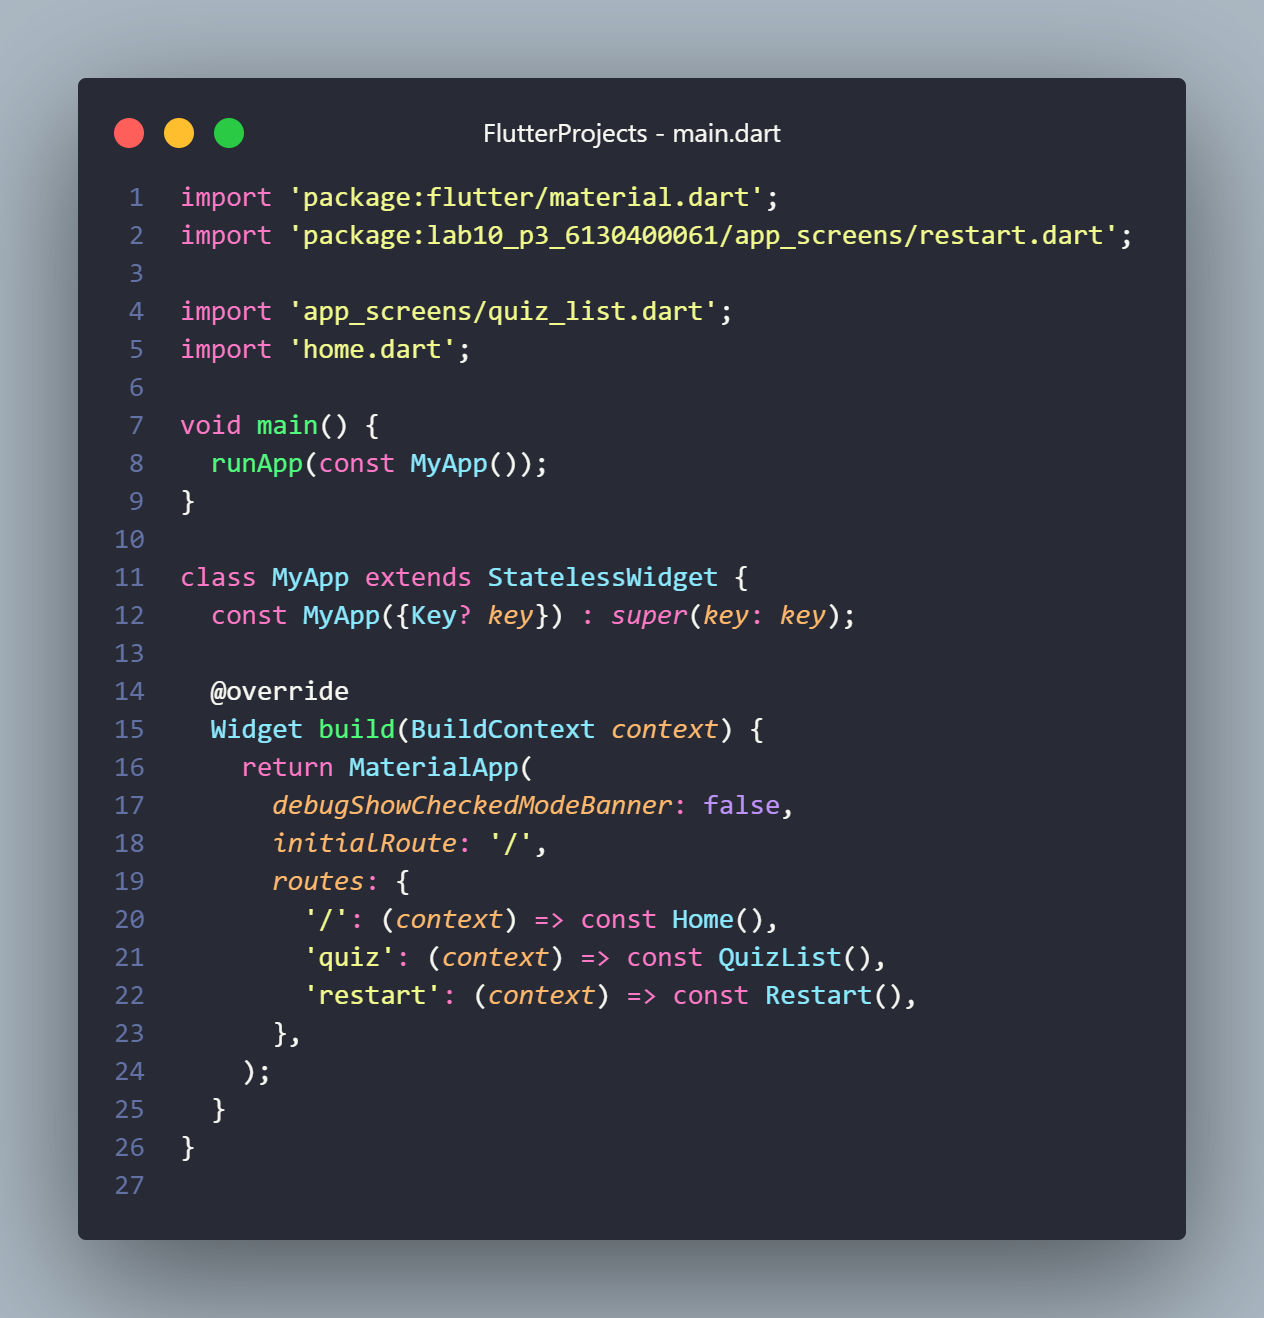 FlutterProjects - main.dart
1 import 'package:flutter/material.dart';
2 import 'package:lab10_p3_6130400061/app_screens/restart.dart';
3
4 import 'app_screens/quiz_list.dart';
5 import 'home.dart';
6
7 void main() {
8   runApp(const MyApp());
9 }
10
11 class MyApp extends StatelessWidget {
12   const MyApp({Key? key}) : super(key: key);
13
14   @override
15   Widget build(BuildContext context) {
16     return MaterialApp(
17       debugShowCheckedModeBanner: false,
18       initialRoute: '/',
19       routes: {
20         '/': (context) => const Home(),
21         'quiz': (context) => const QuizList(),
22         'restart': (context) => const Restart(),
23       },
24     );
25   }
26 }
27